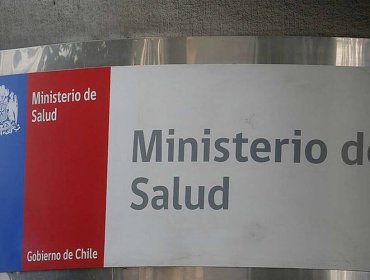 Ministerio de
Salud
Gobierno de Chile
Ministerio de
Salud